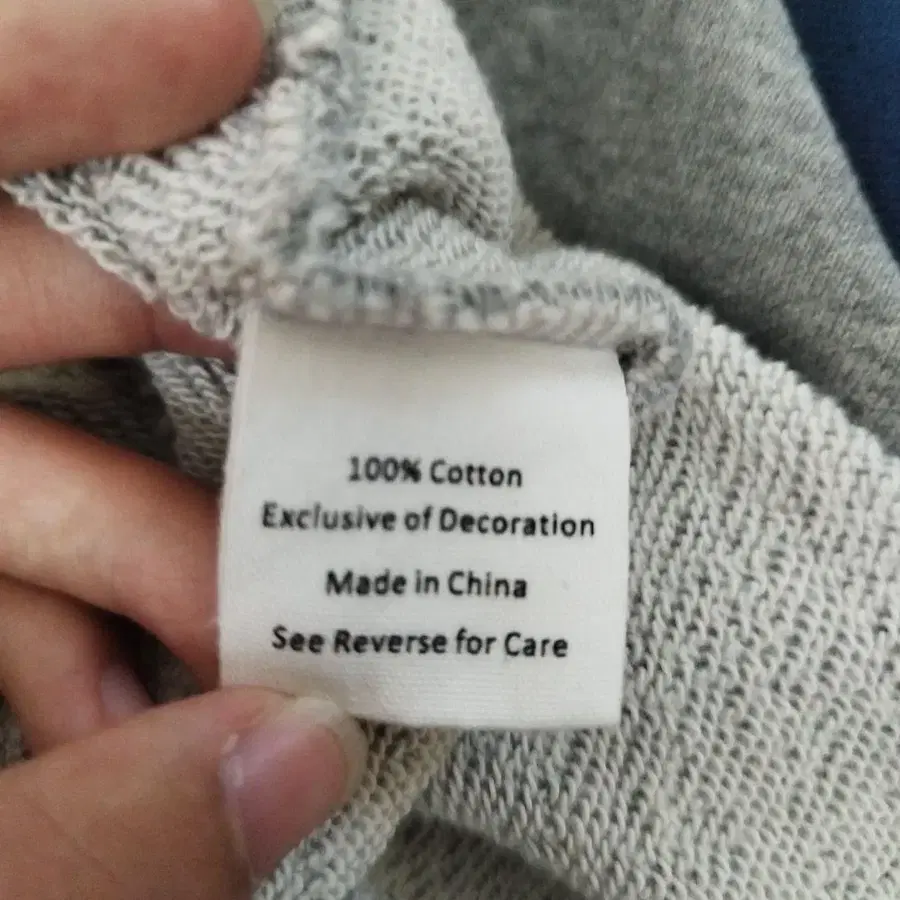 100% Cotton
Exclusive of Decoration
Made in China
See Reverse for Care